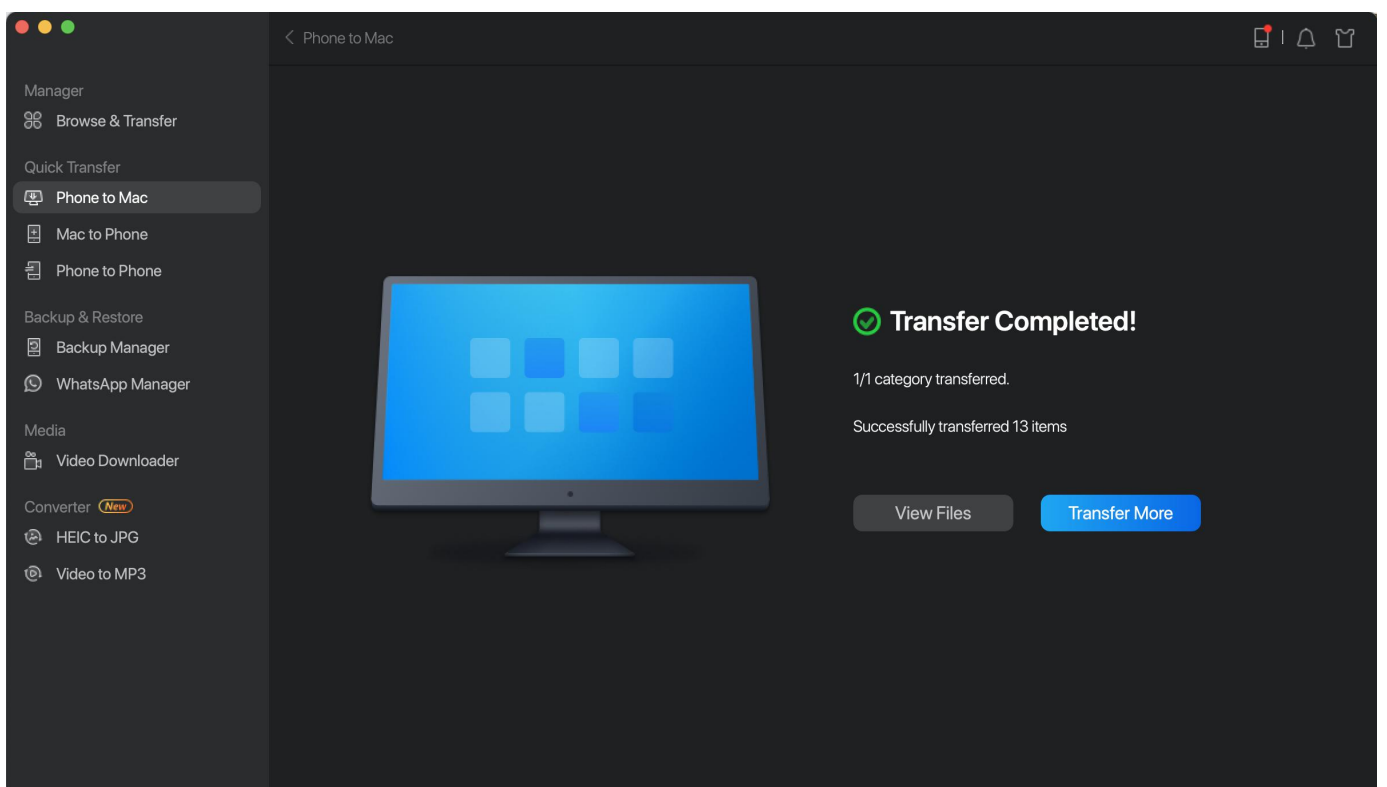 Phone to Mac
Manager
Browse & Transfer
Quick Transfer
Phone to Mac
Mac to Phone
Phone to Phone
Backup & Restore
Backup Manager
WhatsApp Manager
Media
Video Downloader
Converter New
HEIC to JPG
Video to MP3
Transfer Completed!
1/1 category transferred.
Successfully transferred 13 items
View Files
Transfer More